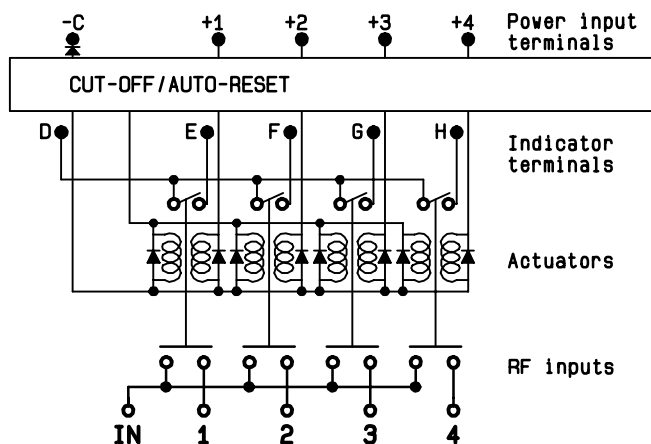 -C +1 +2 +3 +4 Power input
terminals
CUT-OFF/AUTO-RESET
D E F G H Indicator
terminals
Actuators
RF inputs
IN 1 2 3 4